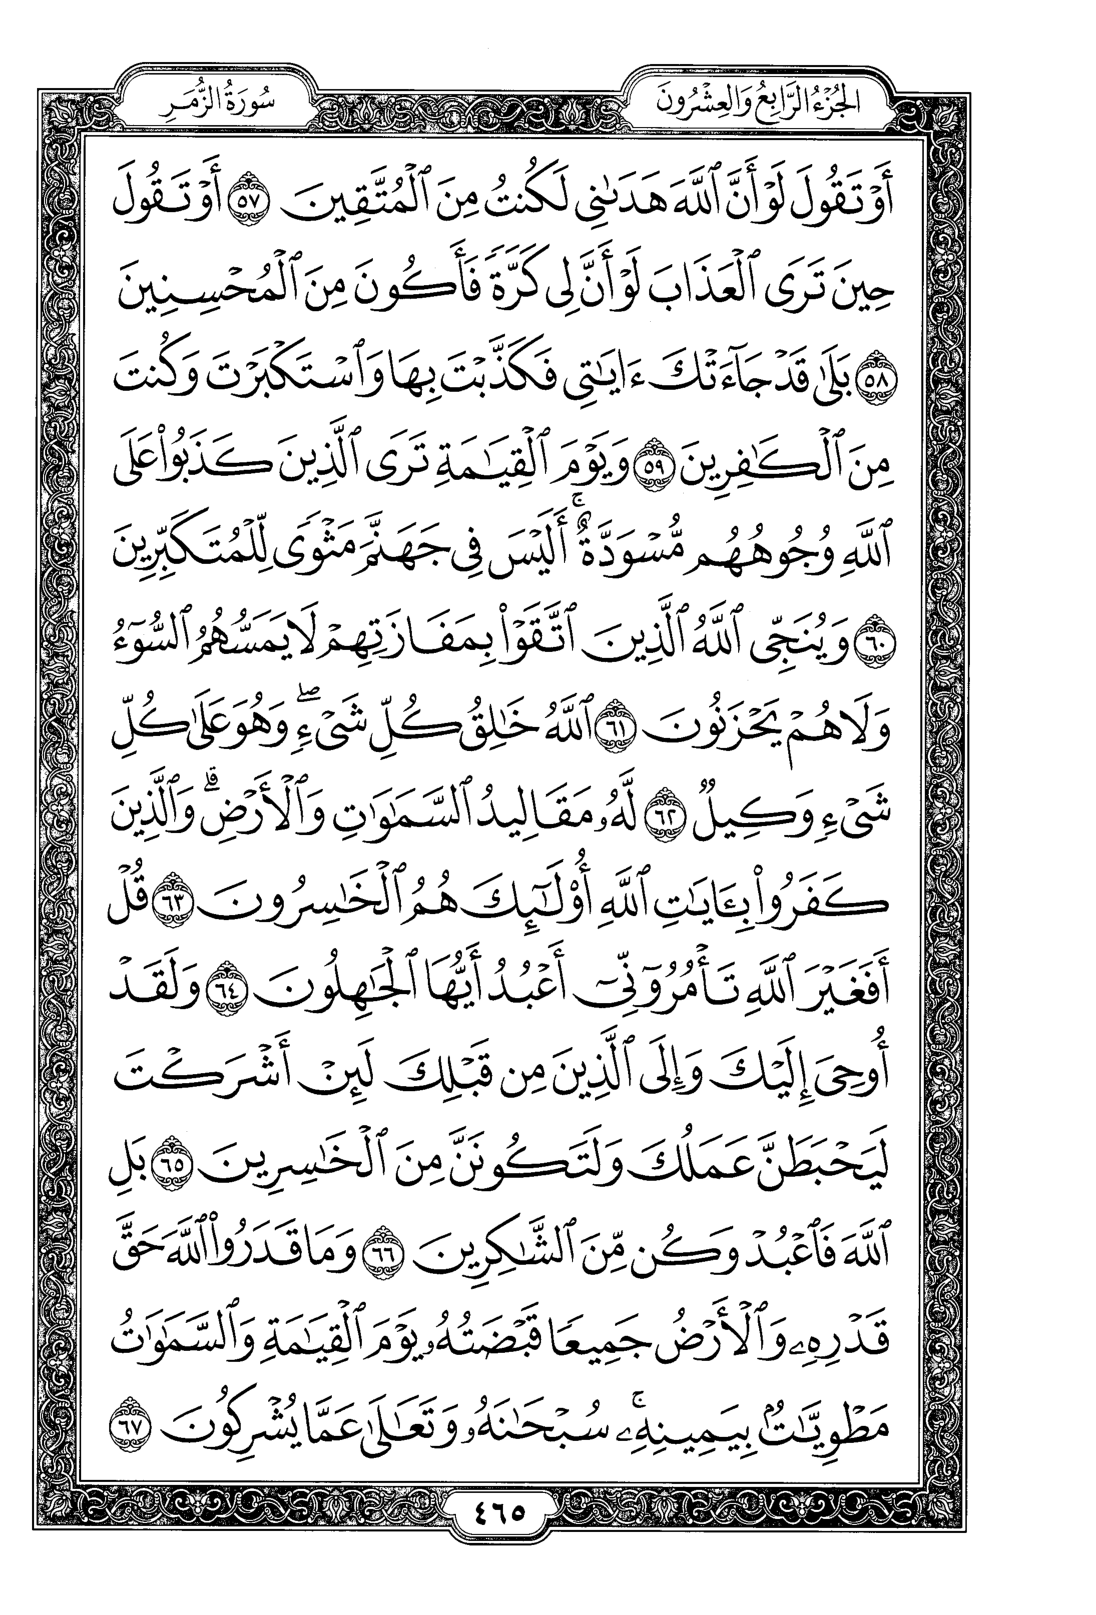 الجُزْءُ الرَّابِعُ وَالعِشْرُونَ
سُورَةُ الزُّمَرِ
أَوْ تَقُولَ لَوْ أَنَّ ٱللَّهَ هَدَىٰنِى لَكُنتُ مِنَ ٱلْمُتَّقِينَ ٥٧ أَوْ تَقُولَ
حِينَ تَرَى ٱلْعَذَابَ لَوْ أَنَّ لِى كَرَّةً فَأَكُونَ مِنَ ٱلْمُحْسِنِينَ
٥٨ بَلَىٰ قَدْ جَآءَتْكَ ءَايَٰتِى فَكَذَّبْتَ بِهَا وَٱسْتَكْبَرْتَ وَكُنتَ
مِنَ ٱلْكَٰفِرِينَ ٥٩ وَيَوْمَ ٱلْقِيَٰمَةِ تَرَى ٱلَّذِينَ كَذَبُوا۟ عَلَى
ٱللَّهِ وُجُوهُهُم مُّسْوَدَّةٌ ۚ أَلَيْسَ فِى جَهَنَّمَ مَثْوًى لِّلْمُتَكَبِّرِينَ
٦٠ وَيُنَجِّى ٱللَّهُ ٱلَّذِينَ ٱتَّقَوْا۟ بِمَفَازَتِهِمْ لَا يَمَسُّهُمُ ٱلسُّوٓءُ
وَلَا هُمْ يَحْزَنُونَ ٦١ ٱللَّهُ خَٰلِقُ كُلِّ شَىْءٍ ۖ وَهُوَ عَلَىٰ كُلِّ
شَىْءٍ وَكِيلٌ ٦٢ لَّهُۥ مَقَالِيدُ ٱلسَّمَٰوَٰتِ وَٱلْأَرْضِ ۗ وَٱلَّذِينَ
كَفَرُوا۟ بِـَٔايَٰتِ ٱللَّهِ أُو۟لَٰٓئِكَ هُمُ ٱلْخَٰسِرُونَ ٦٣ قُلْ
أَفَغَيْرَ ٱللَّهِ تَأْمُرُوٓنِّىٓ أَعْبُدُ أَيُّهَا ٱلْجَٰهِلُونَ ٦٤ وَلَقَدْ
أُوحِىَ إِلَيْكَ وَإِلَى ٱلَّذِينَ مِن قَبْلِكَ لَئِنْ أَشْرَكْتَ
لَيَحْبَطَنَّ عَمَلُكَ وَلَتَكُونَنَّ مِنَ ٱلْخَٰسِرِينَ ٦٥ بَلِ
ٱللَّهَ فَٱعْبُدْ وَكُن مِّنَ ٱلشَّٰكِرِينَ ٦٦ وَمَا قَدَرُوا۟ ٱللَّهَ حَقَّ
قَدْرِهِۦ وَٱلْأَرْضُ جَمِيعًا قَبْضَتُهُۥ يَوْمَ ٱلْقِيَٰمَةِ وَٱلسَّمَٰوَٰتُ
مَطْوِيَّٰتٌۢ بِيَمِينِهِۦ ۚ سُبْحَٰنَهُۥ وَتَعَٰلَىٰ عَمَّا يُشْرِكُونَ ٦٧
٤٦٥